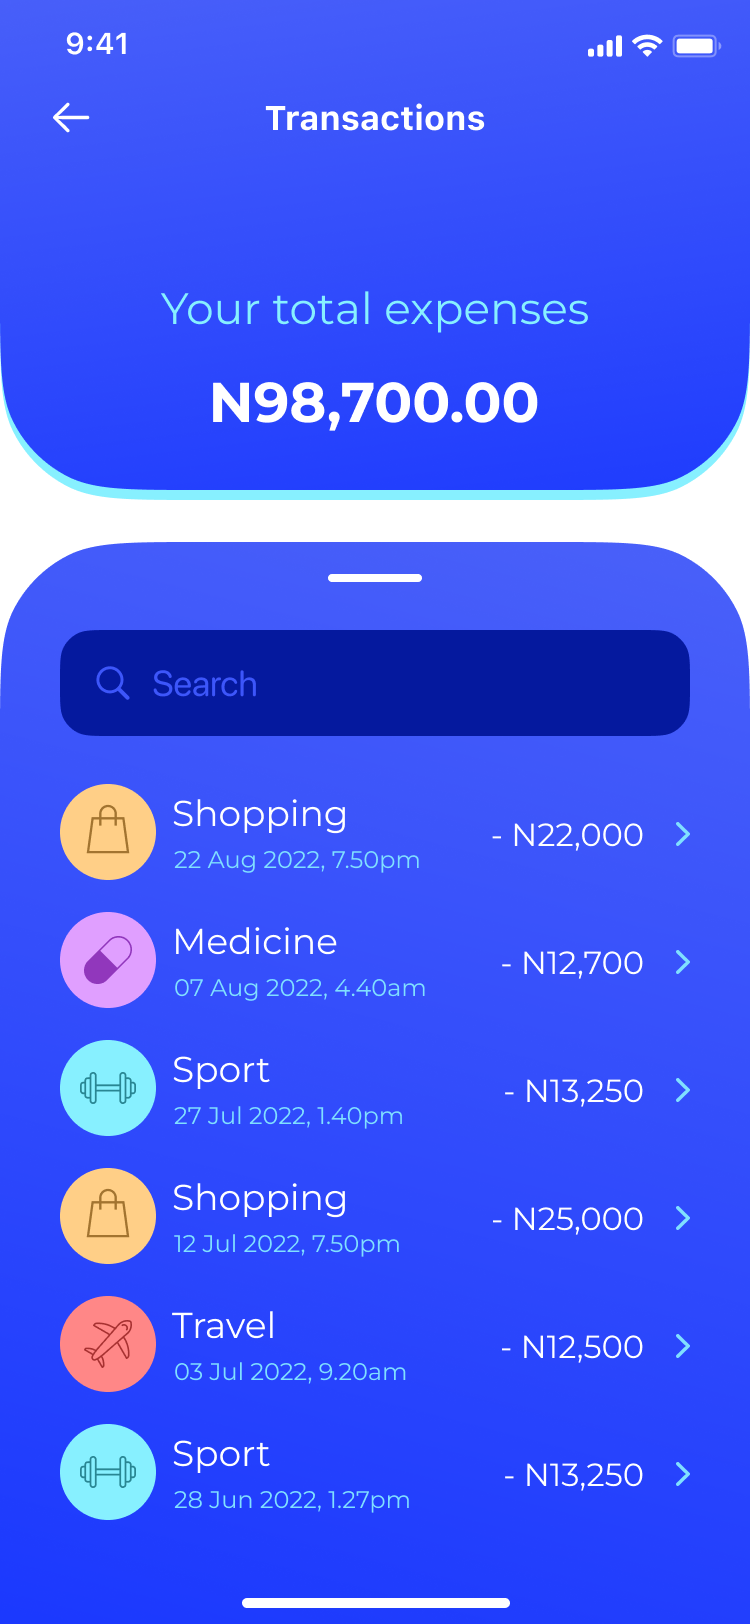 9:41
Transactions
Your total expenses
N98,700.00
Search
Shopping
22 Aug 2022, 7.50pm
- N22,000
Medicine
07 Aug 2022, 4.40am
- N12,700
Sport
27 Jul 2022, 1.40pm
- N13,250
Shopping
12 Jul 2022, 7.50pm
- N25,000
Travel
03 Jul 2022, 9.20am
- N12,500
Sport
28 Jun 2022, 1.27pm
- N13,250